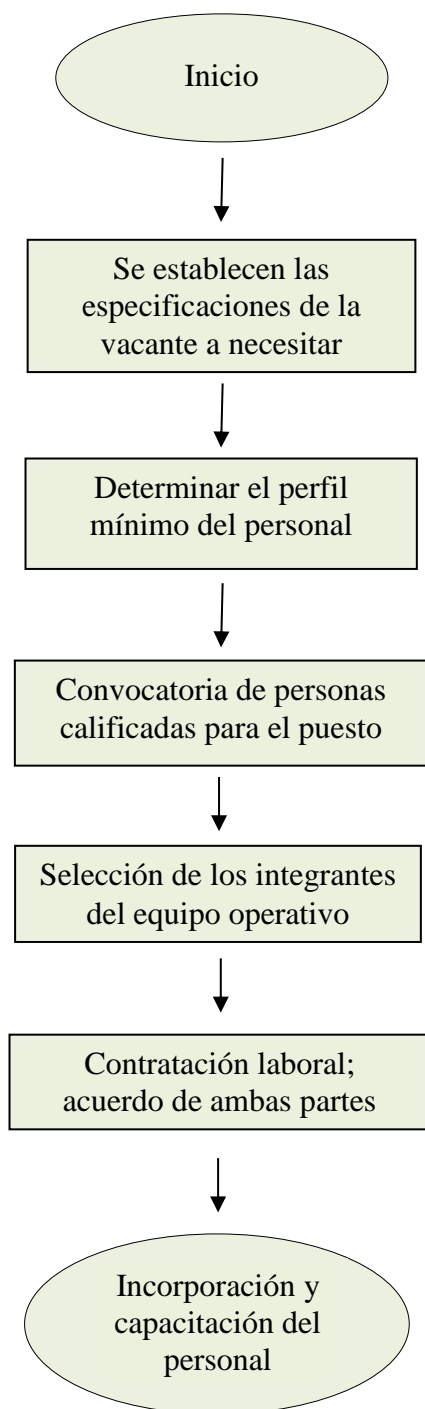 Inicio
Se establecen las
especificaciones de la
vacante a necesitar
Determinar el perfil
mínimo del personal
Convocatoria de personas
calificadas para el puesto
Selección de los integrantes
del equipo operativo
Contratación laboral;
acuerdo de ambas partes
Incorporación y
capacitación del
personal